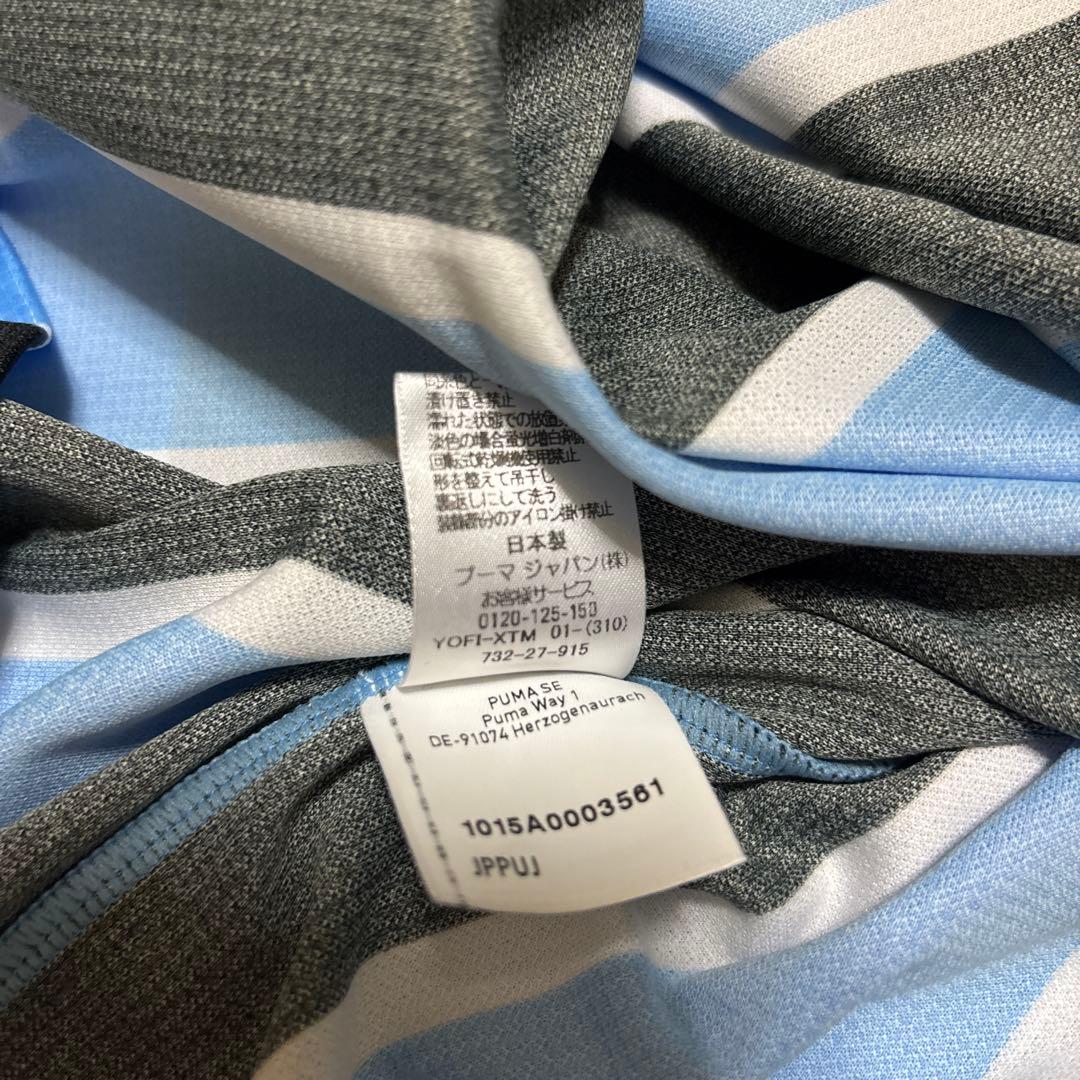 漬け置き禁止
濡れた状態での放置
淡色の場合蛍光増白剤
回転式乾燥機使用禁止
形を整えて吊干し
裏返しにして洗う
装飾部分のアイロン掛け禁止
日本製
プーマ ジャパン(株)
お客様サービス
0120-125-150
YOFI-XTM 01-(310)
732-27-915
PUMA SE
Puma Way 1
DE-91074 Herzogenaurach
1015A0003561
JPPUJ